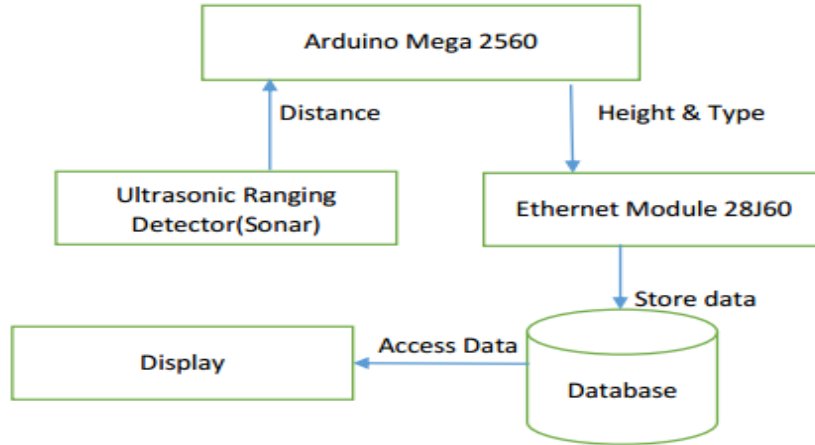 Arduino Mega 2560
Distance
Height & Type
Ultrasonic Ranging
Detector(Sonar)
Ethernet Module 28J60
Store data
Access Data
Display
Database